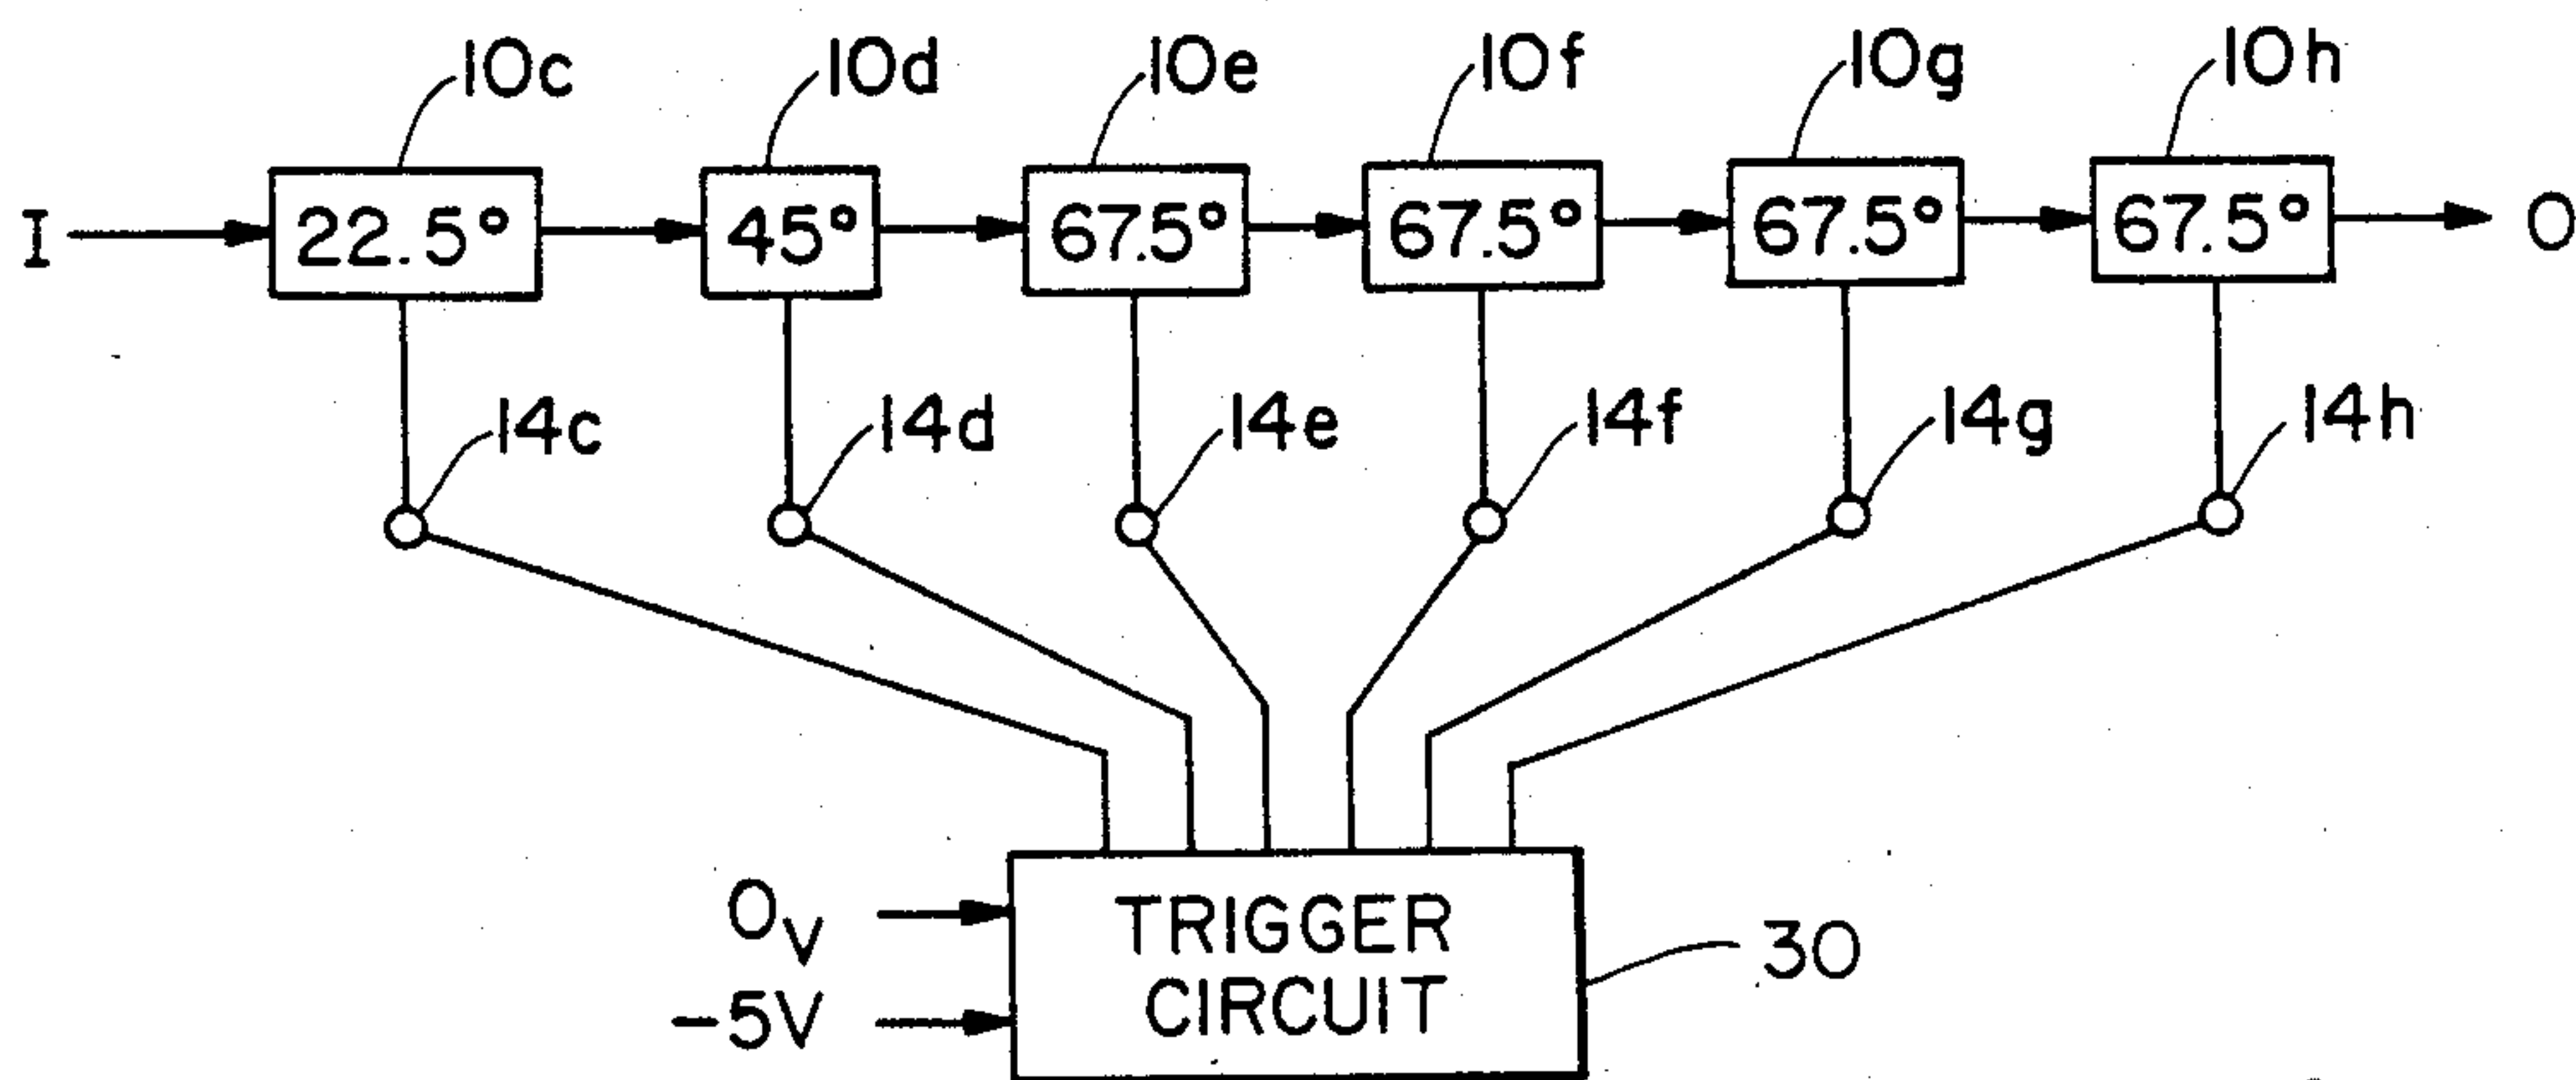 10c 10d 10e 10f 10g 10h
I 22.5° 45° 67.5° 67.5° 67.5° 67.5° O
14c 14d 14e 14f 14g 14h
0V
-5V
TRIGGER
CIRCUIT
30